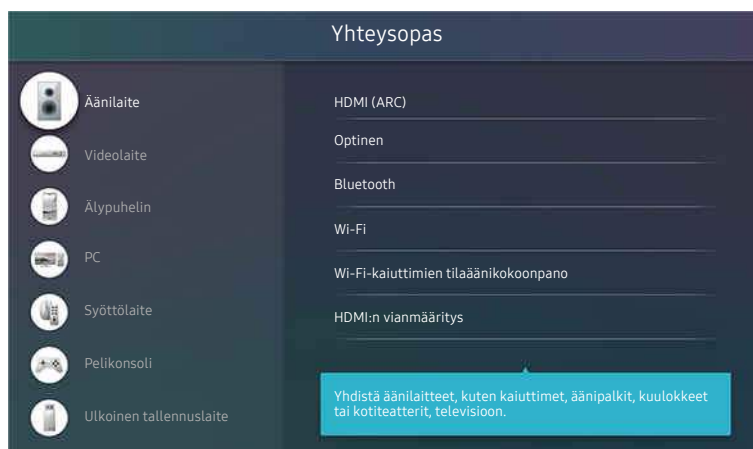 Yhteysopas
Äänilaite
Videolaite
Älypuhelin
PC
Syöttölaite
Pelikonsoli
Ulkoinen tallennuslaite
HDMI (ARC)
Optinen
Bluetooth
Wi-Fi
Wi-Fi-kaiuttimien tilaäänikokoonpano
HDMI:n vianmääritys
Yhdistä äänilaitteet, kuten kaiuttimet, äänipalkit, kuulokkeet
tai kotiteatterit, televisioon.